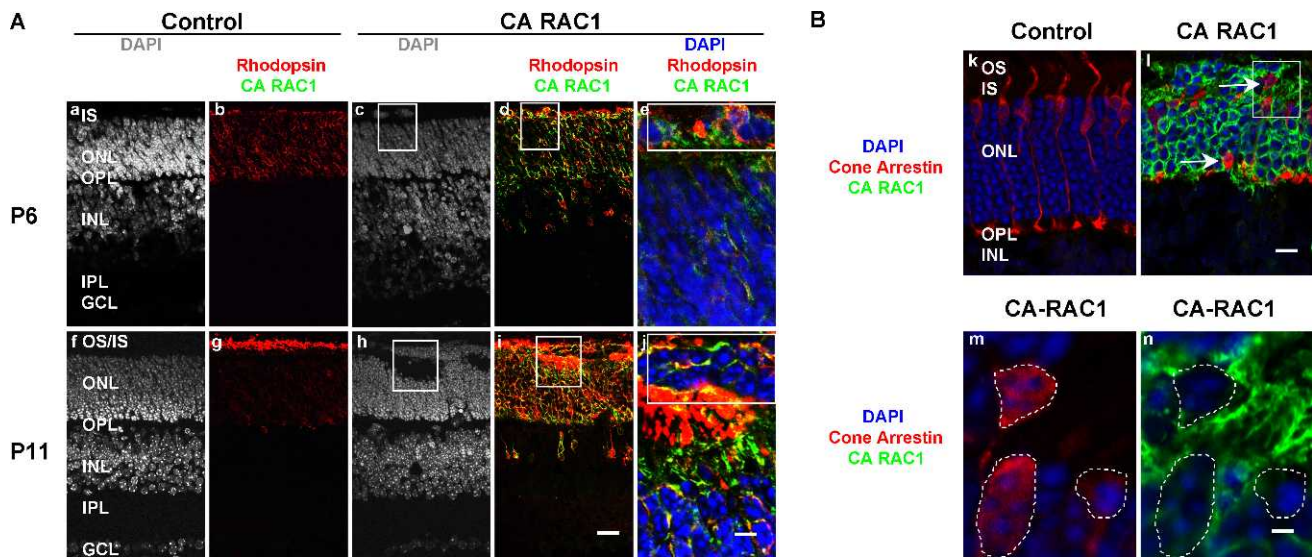 A
Control
CA RAC1
DAPI
Rhodopsin
CA RAC1
DAPI
Rhodopsin
CA RAC1
DAPI
Rhodopsin
CA RAC1
P6
a IS
ONL
OPL
INL
IPL
GCL
b
c
d
e
P11
f OS/IS
ONL
OPL
INL
IPL
GCL
g
h
i
j
B
Control
CA RAC1
DAPI
Cone Arrestin
CA RAC1
k
OS
IS
ONL
OPL
INL
l
CA-RAC1
CA-RAC1
DAPI
Cone Arrestin
CA RAC1
m
n